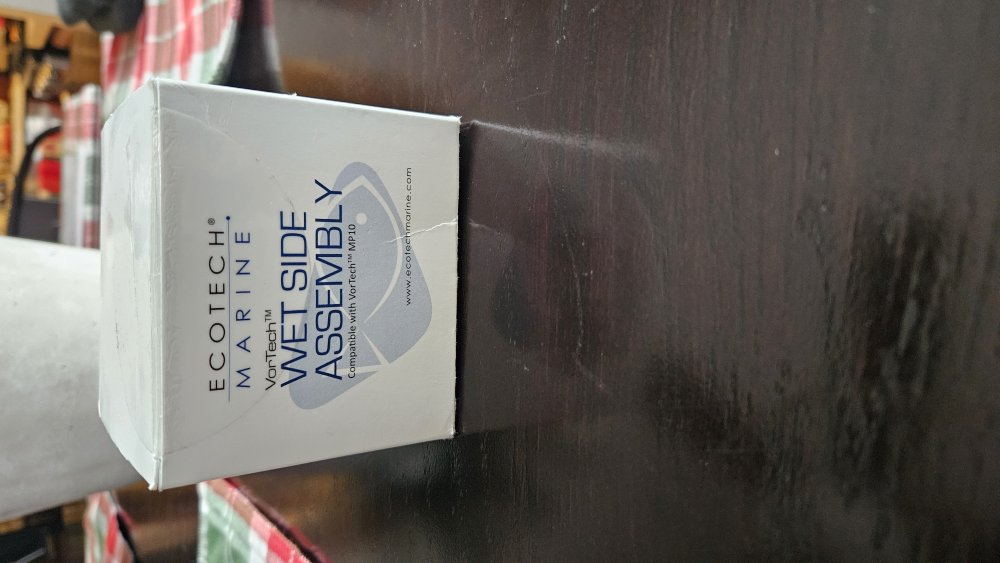 ECOTECH®
MARINE
VorTech™
WET SIDE
ASSEMBLY
Compatible with VorTech™ MP10
www.ecotechmarine.com